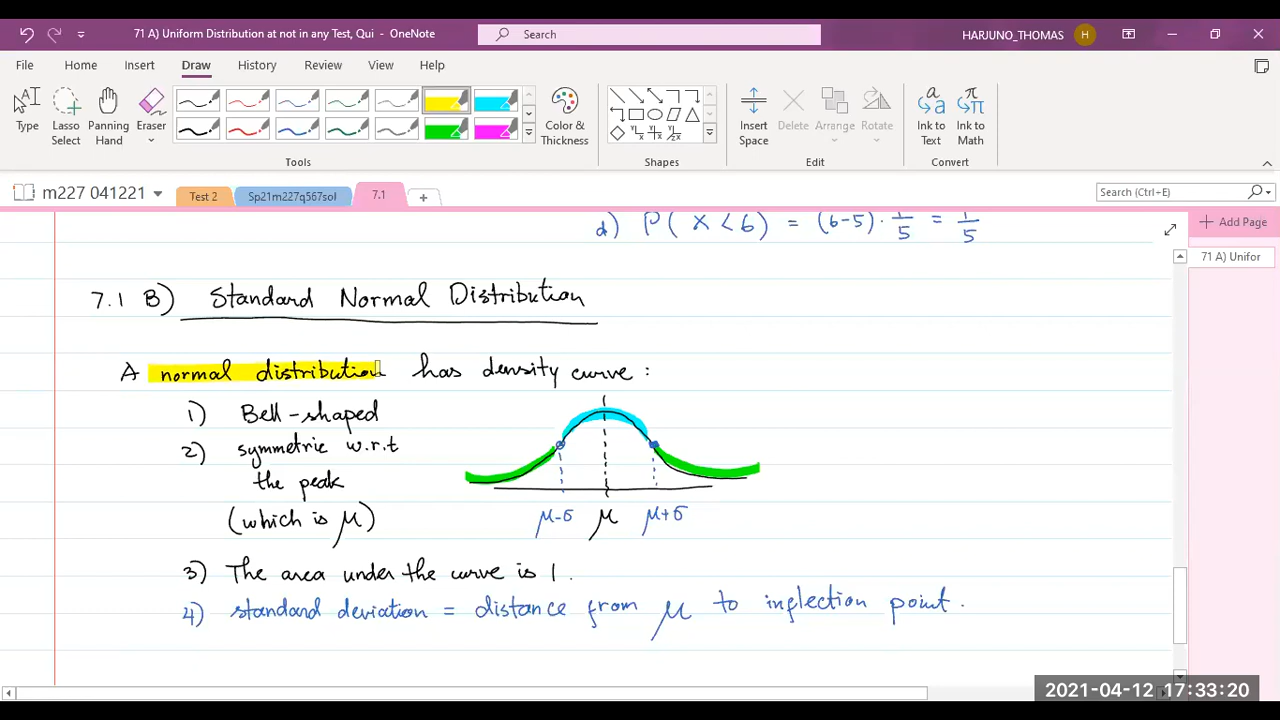 71 A) Uniform Distribution at not in any Test, Qui - OneNote
Search
HARJUNO_THOMAS
H
File Home Insert Draw History Review View Help
Type
Lasso Select
Panning Hand
Eraser
Color & Thickness
Insert Space
Delete
Arrange
Rotate
Ink to Text
Ink to Math
Tools Shapes Edit Convert
m227 041221
Test 2
Sp21m227q567sol
7.1
Search (Ctrl+E)
Add Page
71 A) Unifor
d) P( X < 6) = (6-5) · 1/5 = 1/5
7.1 B) Standard Normal Distribution
A normal distribution has density curve :
1) Bell-shaped
2) symmetric w.r.t
the peak
(which is μ)
μ-σ μ μ+σ
3) The area under the curve is 1.
4) standard deviation = distance from μ to inflection point.
2021-04-12 17:33:20